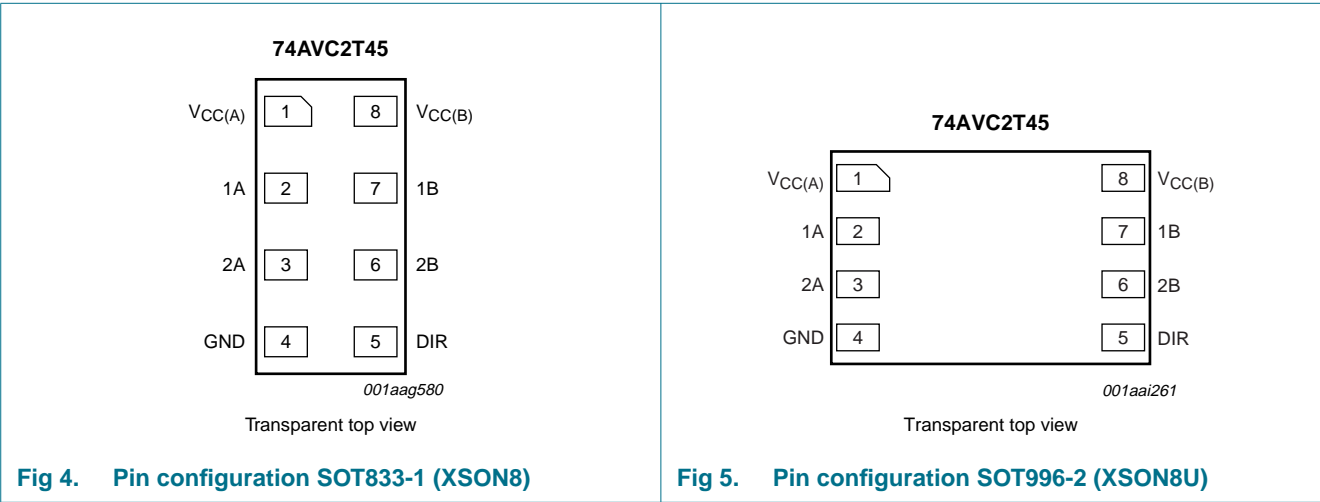 74AVC2T45
VCC(A) 1 8 VCC(B)
1A 2 7 1B
2A 3 6 2B
GND 4 5 DIR
001aag580
Transparent top view
Fig 4. Pin configuration SOT833-1 (XSON8)
74AVC2T45
VCC(A) 1 8 VCC(B)
1A 2 7 1B
2A 3 6 2B
GND 4 5 DIR
001aai261
Transparent top view
Fig 5. Pin configuration SOT996-2 (XSON8U)